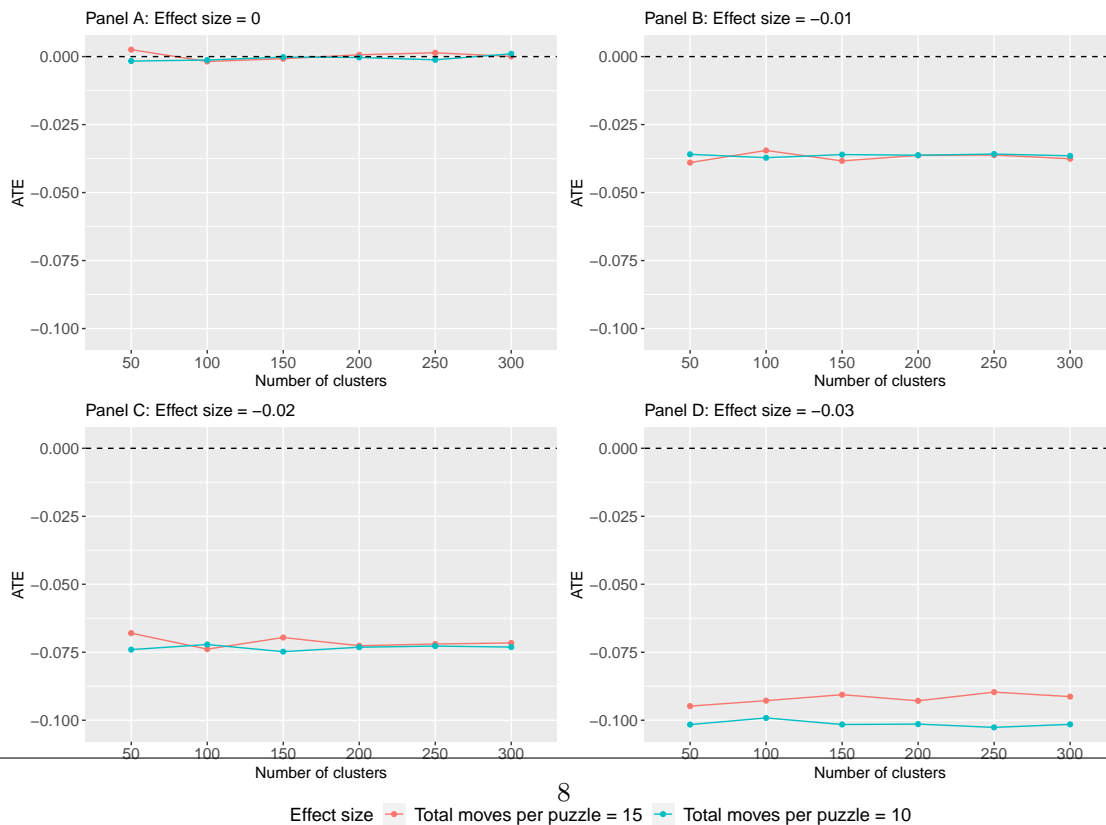 Panel A: Effect size = 0
0.000
−0.025
−0.050
−0.075
−0.100
ATE
50 100 150 200 250 300
Number of clusters
Panel B: Effect size = −0.01
0.000
−0.025
−0.050
−0.075
−0.100
ATE
50 100 150 200 250 300
Number of clusters
Panel C: Effect size = −0.02
0.000
−0.025
−0.050
−0.075
−0.100
ATE
50 100 150 200 250 300
Number of clusters
Panel D: Effect size = −0.03
0.000
−0.025
−0.050
−0.075
−0.100
ATE
50 100 150 200 250 300
Number of clusters
8
Effect size Total moves per puzzle = 15 Total moves per puzzle = 10